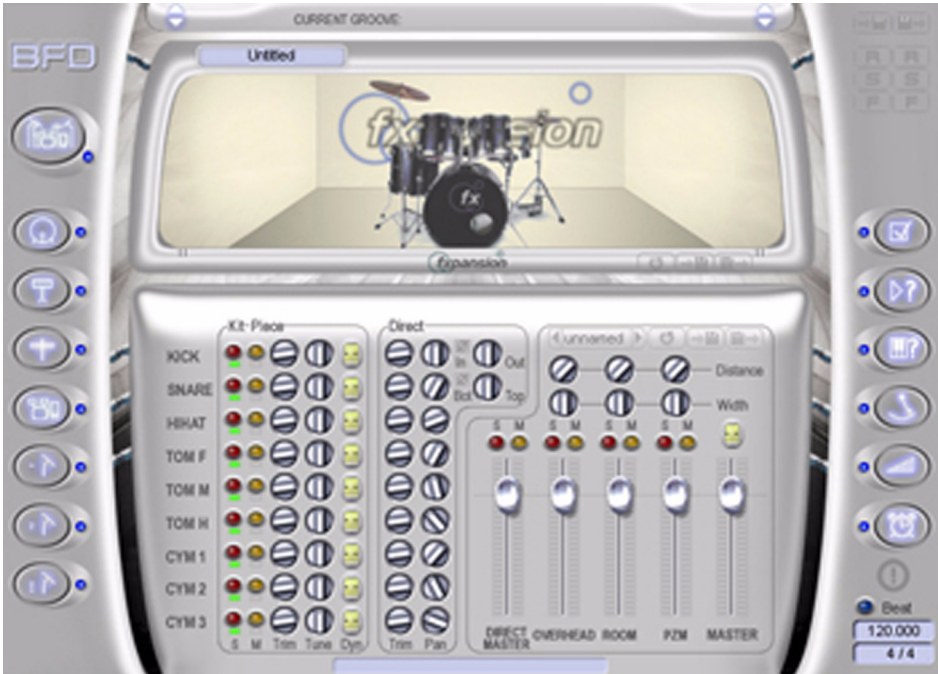 CURRENT GROOVE:
BFD
Untitled
R R
S S
F F
fxpansion
fx
fxpansion
Kit-Piece
Direct
unnamed
KICK
In
Out
Distance
SNARE
Bot
Top
Width
HIHAT
S M S M S M S M
TOM F
TOM M
TOM H
CYM 1
CYM 2
CYM 3
S M Trim Tune Dyn
Trim Pan
DIRECT MASTER
OVERHEAD
ROOM
PZM
MASTER
Beat
120.000
4 / 4